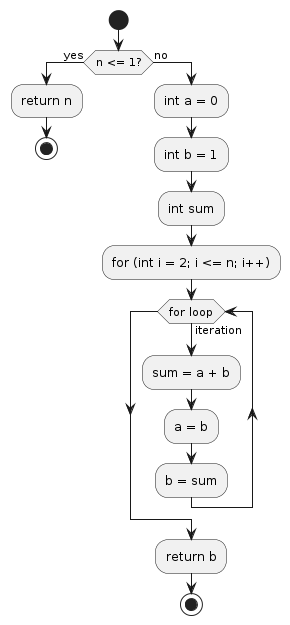 yes
n <= 1?
no
return n
int a = 0
int b = 1
int sum
for (int i = 2; i <= n; i++)
for loop
iteration
sum = a + b
a = b
b = sum
return b